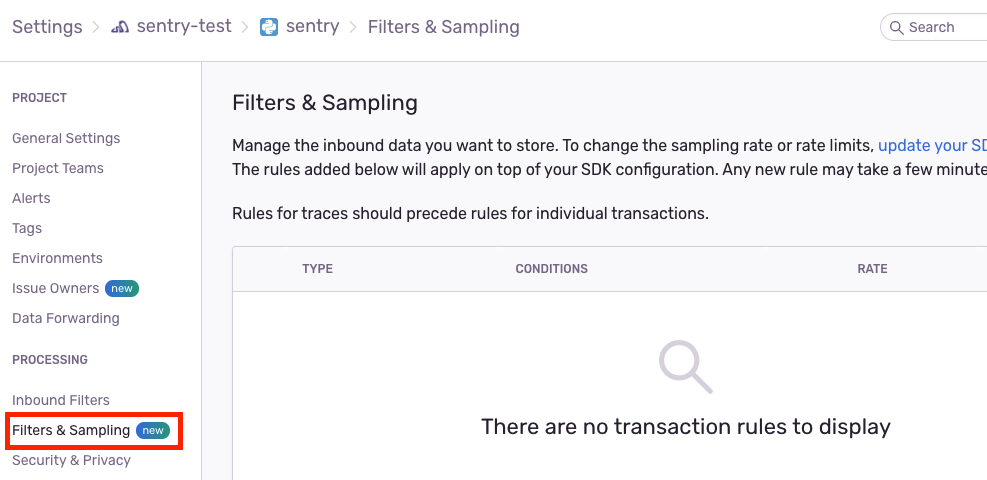 Settings > sentry-test > sentry > Filters & Sampling
Search
PROJECT
General Settings
Project Teams
Alerts
Tags
Environments
Issue Owners new
Data Forwarding
PROCESSING
Inbound Filters
Filters & Sampling new
Security & Privacy
Filters & Sampling
Manage the inbound data you want to store. To change the sampling rate or rate limits, update your SD
The rules added below will apply on top of your SDK configuration. Any new rule may take a few minute
Rules for traces should precede rules for individual transactions.
TYPE CONDITIONS RATE
There are no transaction rules to display